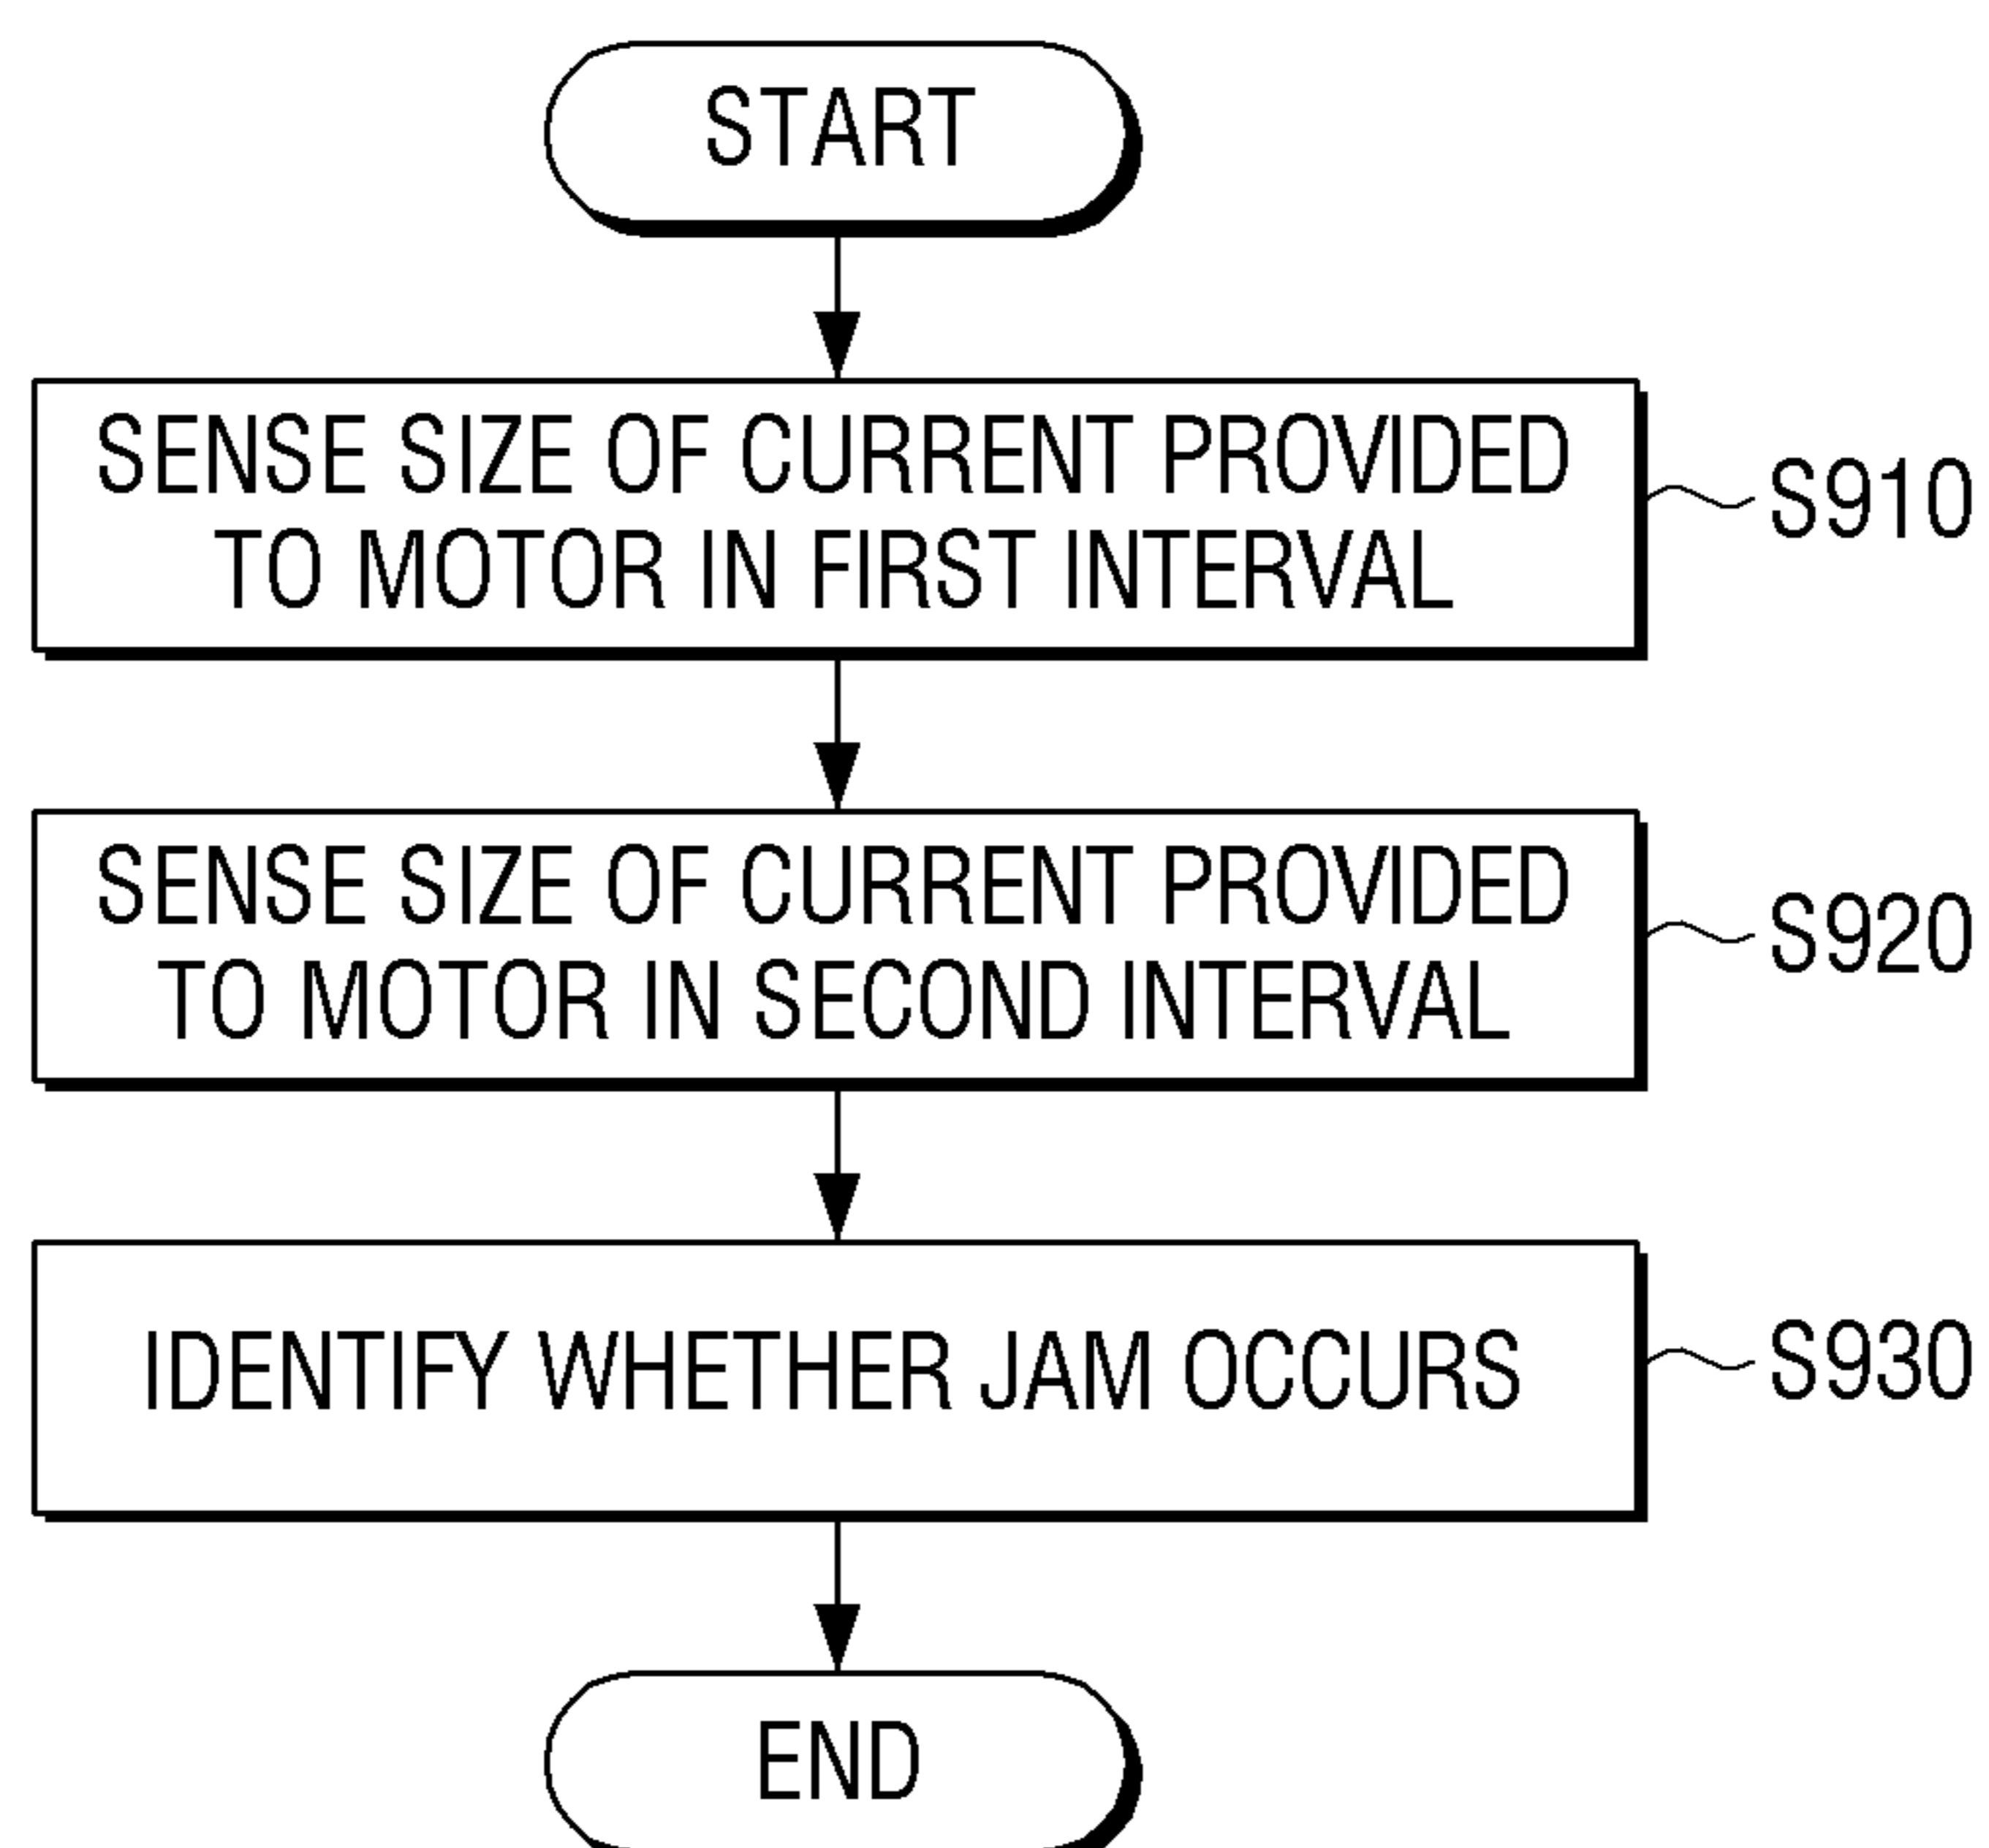 START
SENSE SIZE OF CURRENT PROVIDED
TO MOTOR IN FIRST INTERVAL
S910
SENSE SIZE OF CURRENT PROVIDED
TO MOTOR IN SECOND INTERVAL
S920
IDENTIFY WHETHER JAM OCCURS
S930
END